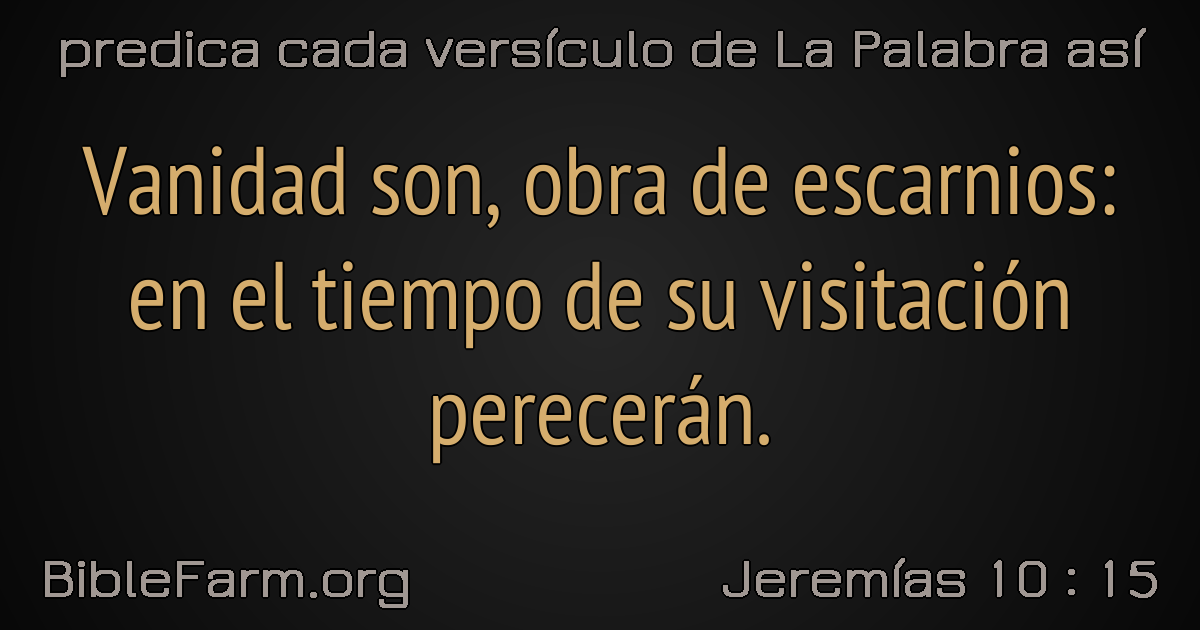 predica cada versículo de La Palabra así
Vanidad son, obra de escarnios:
en el tiempo de su visitación
perecerán.
BibleFarm.org
Jeremías 10 : 15